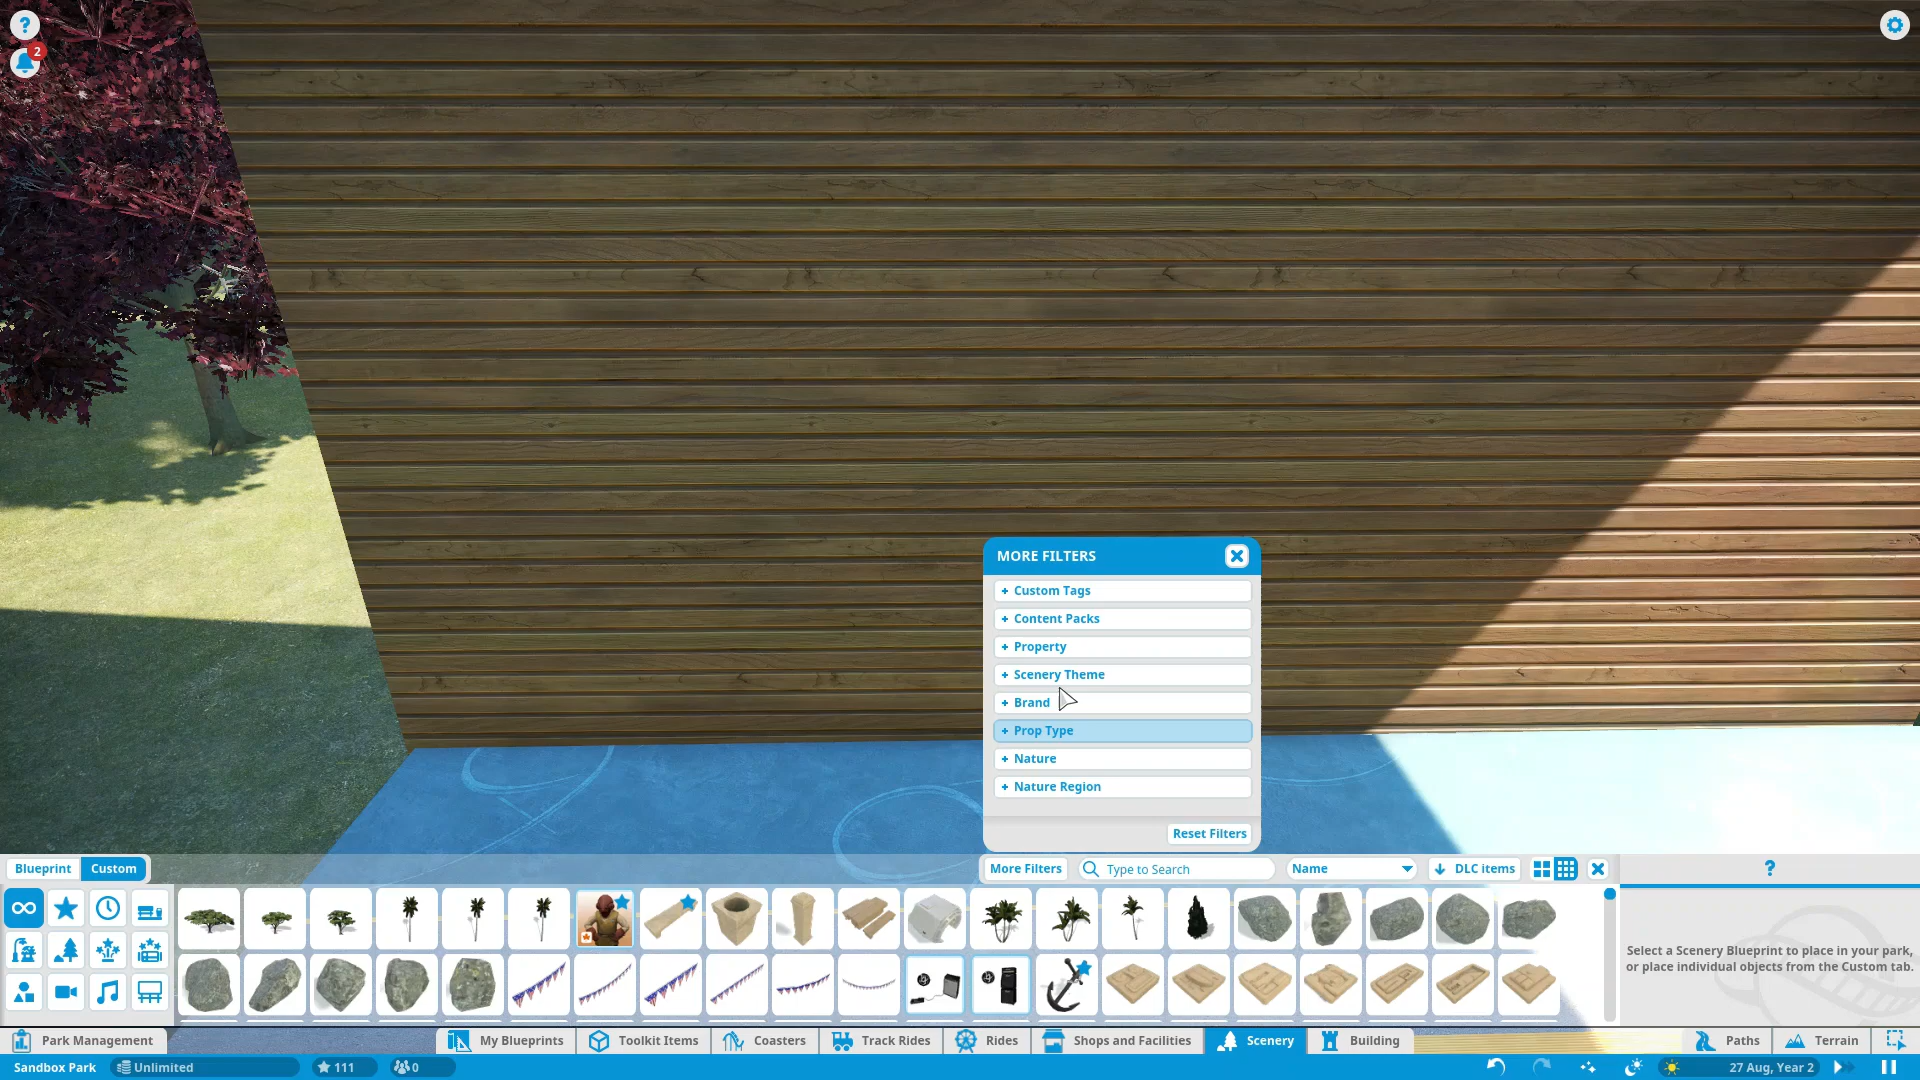 ?
2
MORE FILTERS
+ Custom Tags
+ Content Packs
+ Property
+ Scenery Theme
+ Brand
+ Prop Type
+ Nature
+ Nature Region
Reset Filters
Blueprint Custom
More Filters Type to Search Name DLC items
?
Select a Scenery Blueprint to place in your park,
or place individual objects from the Custom tab.
Park Management My Blueprints Toolkit Items Coasters Track Rides Rides Shops and Facilities Scenery Building Paths Terrain
Sandbox Park Unlimited 111 0 27 Aug, Year 2